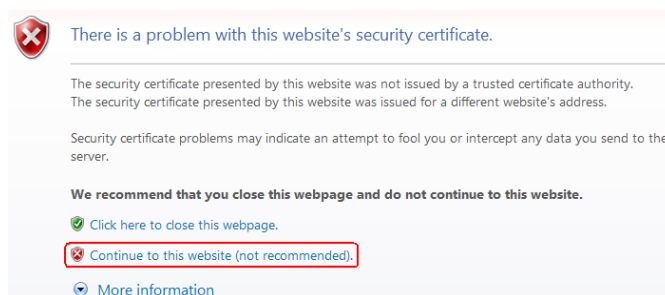 There is a problem with this website's security certificate.
The security certificate presented by this website was not issued by a trusted certificate authority.
The security certificate presented by this website was issued for a different website's address.
Security certificate problems may indicate an attempt to fool you or intercept any data you send to the
server.
We recommend that you close this webpage and do not continue to this website.
Click here to close this webpage.
Continue to this website (not recommended).
More information